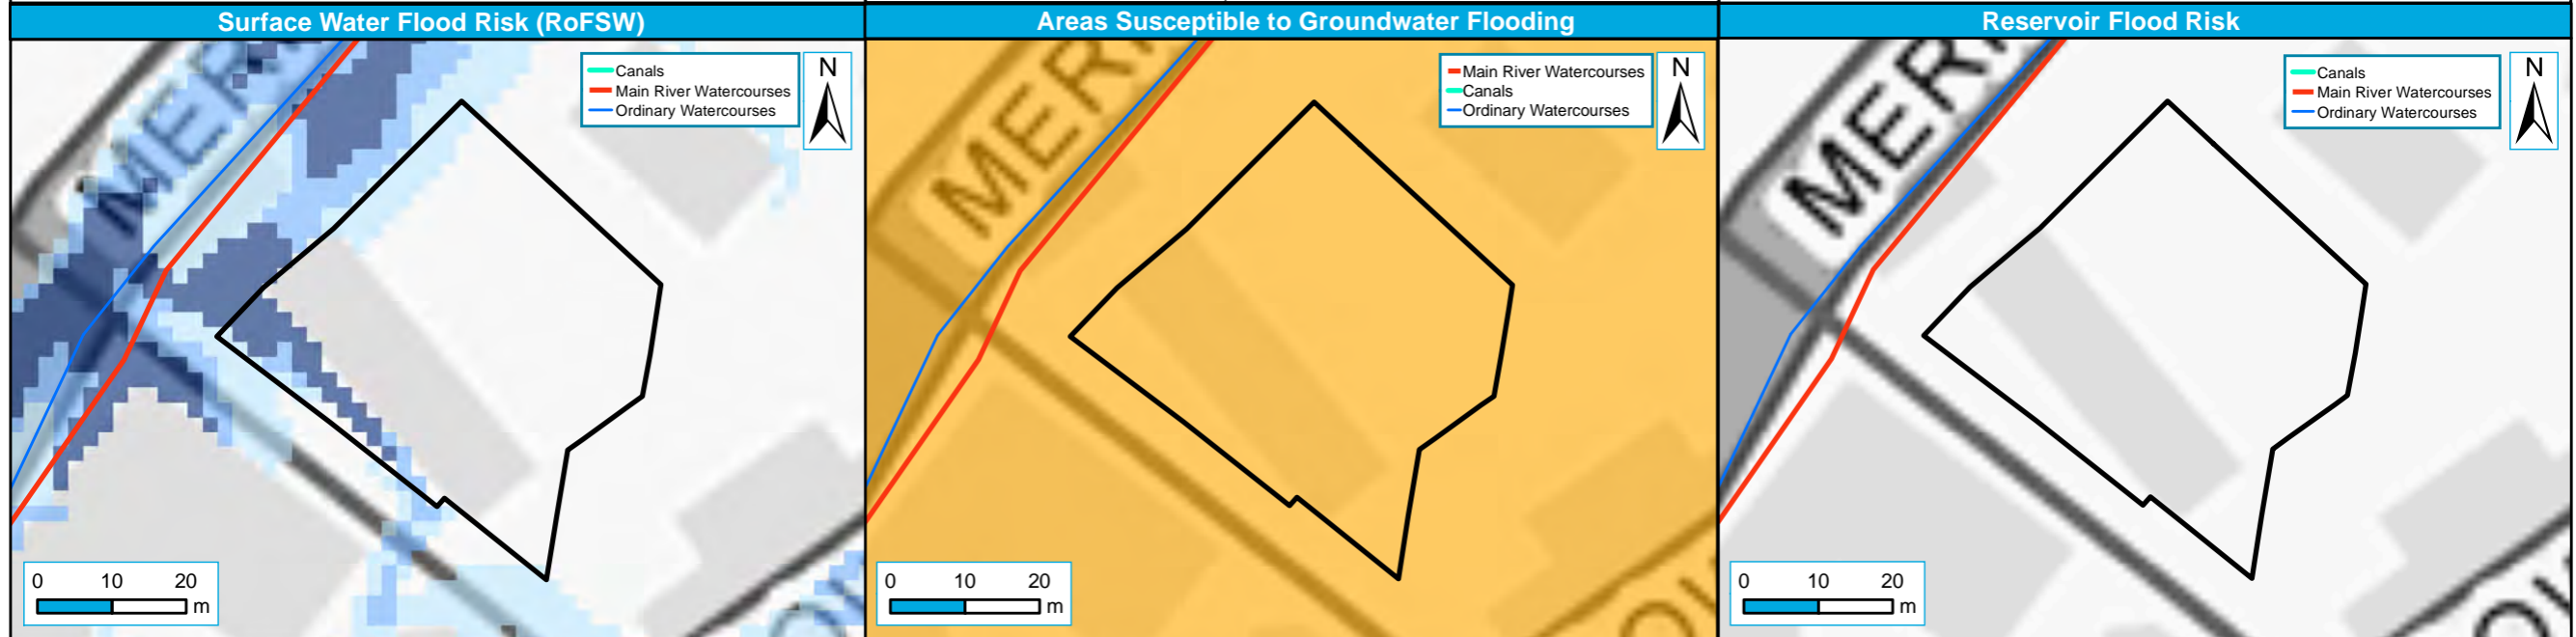 Surface Water Flood Risk (RoFSW)
Canals
Main River Watercourses
Ordinary Watercourses
N
0 10 20
m
Areas Susceptible to Groundwater Flooding
MER
Main River Watercourses
Canals
Ordinary Watercourses
N
0 10 20
m
Reservoir Flood Risk
MER
Canals
Main River Watercourses
Ordinary Watercourses
N
0 10 20
m